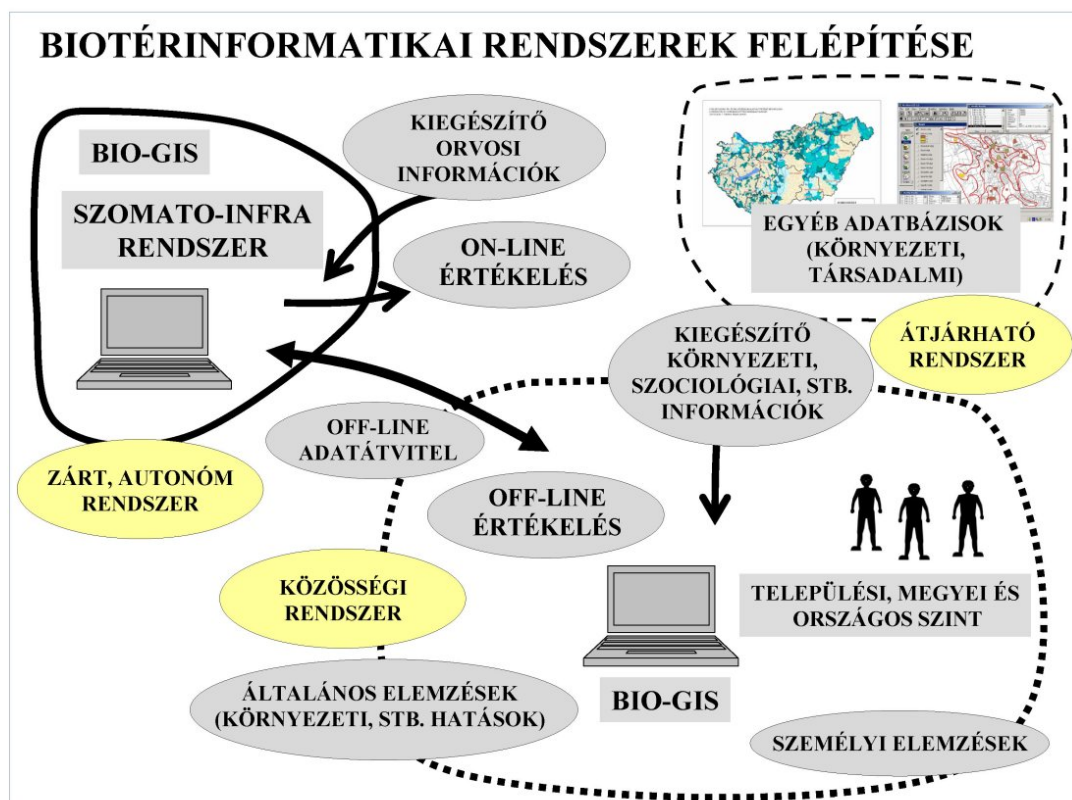 BIOTÉRINFORMATIKAI RENDSZEREK FELÉPÍTÉSE
BIO-GIS
SZOMATO-INFRA
RENDSZER
KIEGÉSZÍTŐ
ORVOSI
INFORMÁCIÓK
ON-LINE
ÉRTÉKELÉS
EGYÉB ADATBÁZISOK
(KÖRNYEZETI,
TÁRSADALMI)
KIEGÉSZÍTŐ
KÖRNYEZETI,
SZOCIOLÓGIAI, STB.
INFORMÁCIÓK
ÁTJÁRHATÓ
RENDSZER
OFF-LINE
ADATÁTVITEL
ZÁRT, AUTONÓM
RENDSZER
OFF-LINE
ÉRTÉKELÉS
KÖZÖSSÉGI
RENDSZER
TELEPÜLÉSI, MEGYEI ÉS
ORSZÁGOS SZINT
ÁLTALÁNOS ELEMZÉSEK
(KÖRNYEZETI, STB. HATÁSOK)
BIO-GIS
SZEMÉLYI ELEMZÉSEK